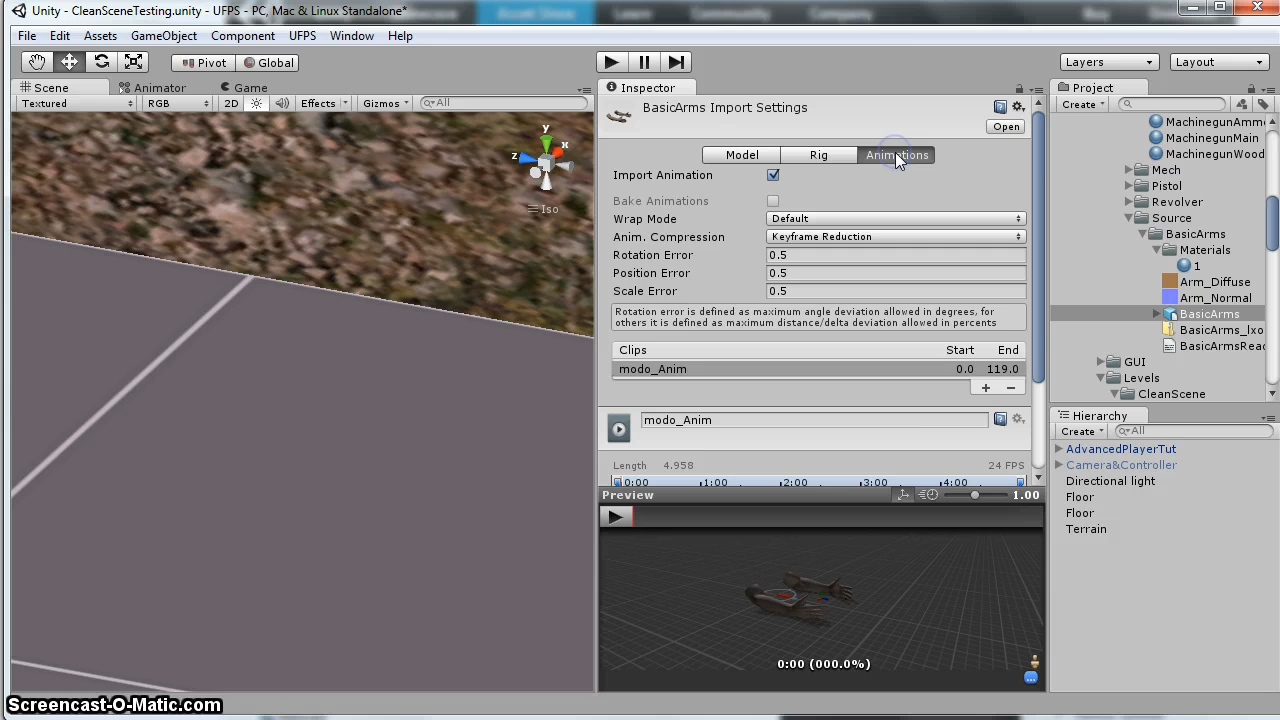 Unity - CleanSceneTesting.unity - UFPS - PC, Mac & Linux Standalone*
File Edit Assets GameObject Component UFPS Window Help
Pivot Global Layers Layout
Scene Animator Game
Textured RGB 2D Effects Gizmos All
y
x
z
Iso
Inspector
BasicArms Import Settings
Open
Model Rig Animations
Import Animation
Bake Animations
Wrap Mode Default
Anim. Compression Keyframe Reduction
Rotation Error 0.5
Position Error 0.5
Scale Error 0.5
Rotation error is defined as maximum angle deviation allowed in degrees, for
others it is defined as maximum distance/delta deviation allowed in percents
Clips Start End
modo_Anim 0.0 119.0
+ −
modo_Anim
Length 4.958 24 FPS
0:00 1:00 2:00 3:00 4:00
Preview 1.00
0:00 (000.0%)
Project
Create
MachinegunAmm
MachinegunMain
MachinegunWood
Mech
Pistol
Revolver
Source
BasicArms
Materials
1
Arm_Diffuse
Arm_Normal
BasicArms
BasicArms_lxo
BasicArmsRea
GUI
Levels
CleanScene
Hierarchy
Create All
AdvancedPlayerTut
Camera&Controller
Directional light
Floor
Floor
Terrain
Screencast-O-Matic.com